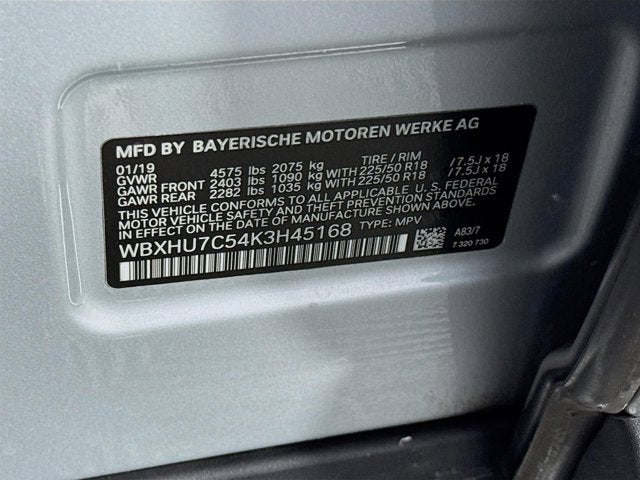 MFD BY BAYERISCHE MOTOREN WERKE AG
01/19 TIRE / RIM
GVWR 4575 lbs 2075 kg
GAWR FRONT 2403 lbs 1090 kg WITH 225/50 R18 /7.5J x 18
GAWR REAR 2282 lbs 1035 kg WITH 225/50 R18 /7.5J x 18
THIS VEHICLE CONFORMS TO ALL APPLICABLE U. S. FEDERAL
MOTOR VEHICLE SAFETY AND THEFT PREVENTION STANDARDS
IN EFFECT ON THE DATE OF MANUFACTURE SHOWN ABOVE.
WBXHU7C54K3H45168 TYPE: MPV
A83/7
7 320 730